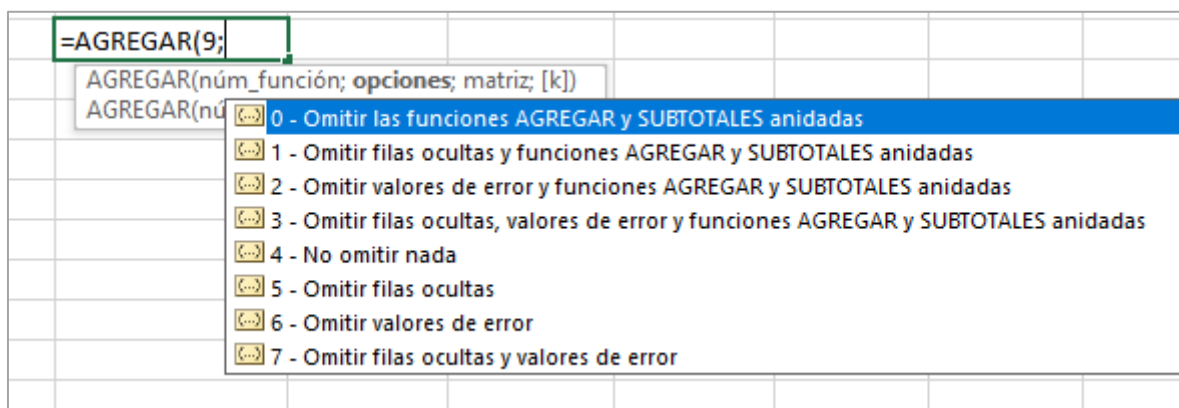 =AGREGAR(9;
AGREGAR(núm_función; opciones; matriz; [k])
AGREGAR(nú
0 - Omitir las funciones AGREGAR y SUBTOTALES anidadas
1 - Omitir filas ocultas y funciones AGREGAR y SUBTOTALES anidadas
2 - Omitir valores de error y funciones AGREGAR y SUBTOTALES anidadas
3 - Omitir filas ocultas, valores de error y funciones AGREGAR y SUBTOTALES anidadas
4 - No omitir nada
5 - Omitir filas ocultas
6 - Omitir valores de error
7 - Omitir filas ocultas y valores de error